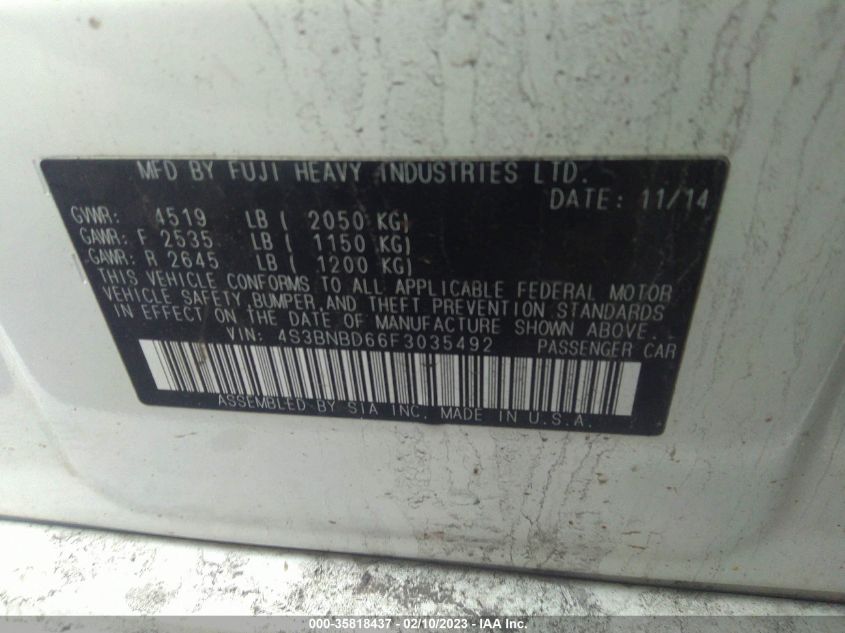 MFD BY FUJI HEAVY INDUSTRIES LTD.
DATE: 11/14
GVWR: 4519 LB ( 2050 KG)
GAWR: F 2535 LB ( 1150 KG)
GAWR: R 2645 LB ( 1200 KG)
THIS VEHICLE CONFORMS TO ALL APPLICABLE FEDERAL MOTOR
VEHICLE SAFETY, BUMPER, AND THEFT PREVENTION STANDARDS
IN EFFECT ON THE DATE OF MANUFACTURE SHOWN ABOVE.
VIN: 4S3BNBD66F3035492 PASSENGER CAR
ASSEMBLED BY SIA INC. MADE IN U.S.A.
000-35818437 - 02/10/2023 - IAA Inc.